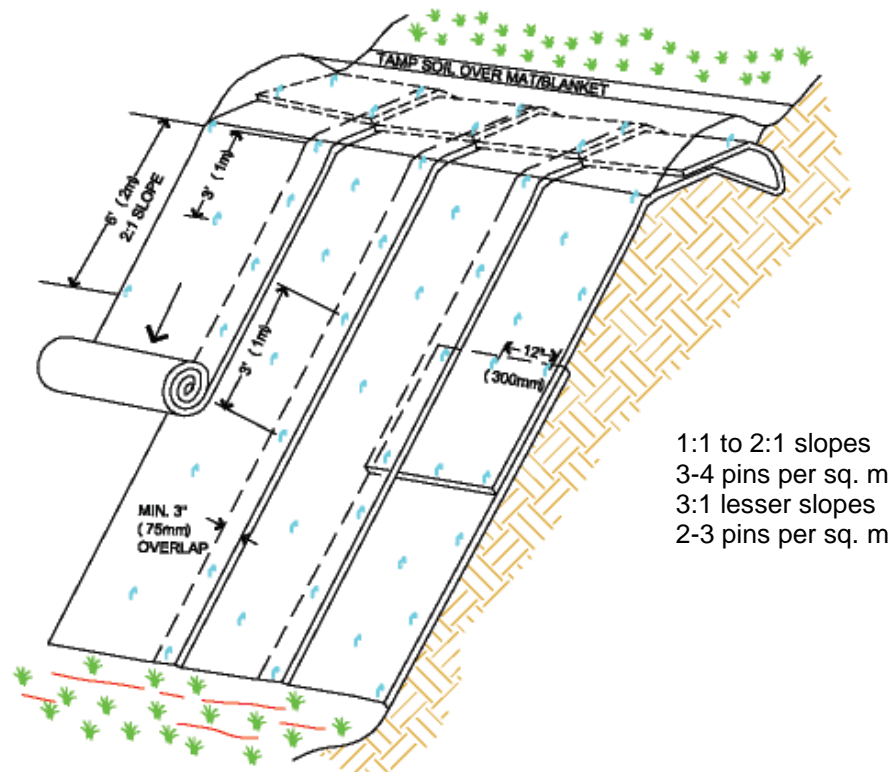 TAMP SOIL OVER MAT/BLANKET
6' (2m)
2:1 SLOPE
3' (1m)
3' (1m)
12"
(300mm)
MIN. 3"
(75mm)
OVERLAP
1:1 to 2:1 slopes
3-4 pins per sq. m
3:1 lesser slopes
2-3 pins per sq. m